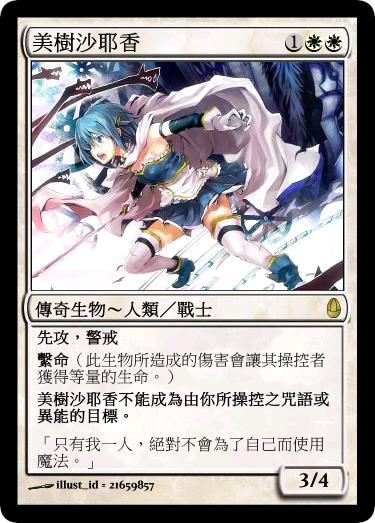 美樹沙耶香 1
傳奇生物～人類／戰士
先攻，警戒
繫命（此生物所造成的傷害會讓其操控者
獲得等量的生命。）
美樹沙耶香不能成為由你所操控之咒語或
異能的目標。
「只有我一人，絕對不會為了自己而使用
魔法。」
illust_id = 21659857
3/4